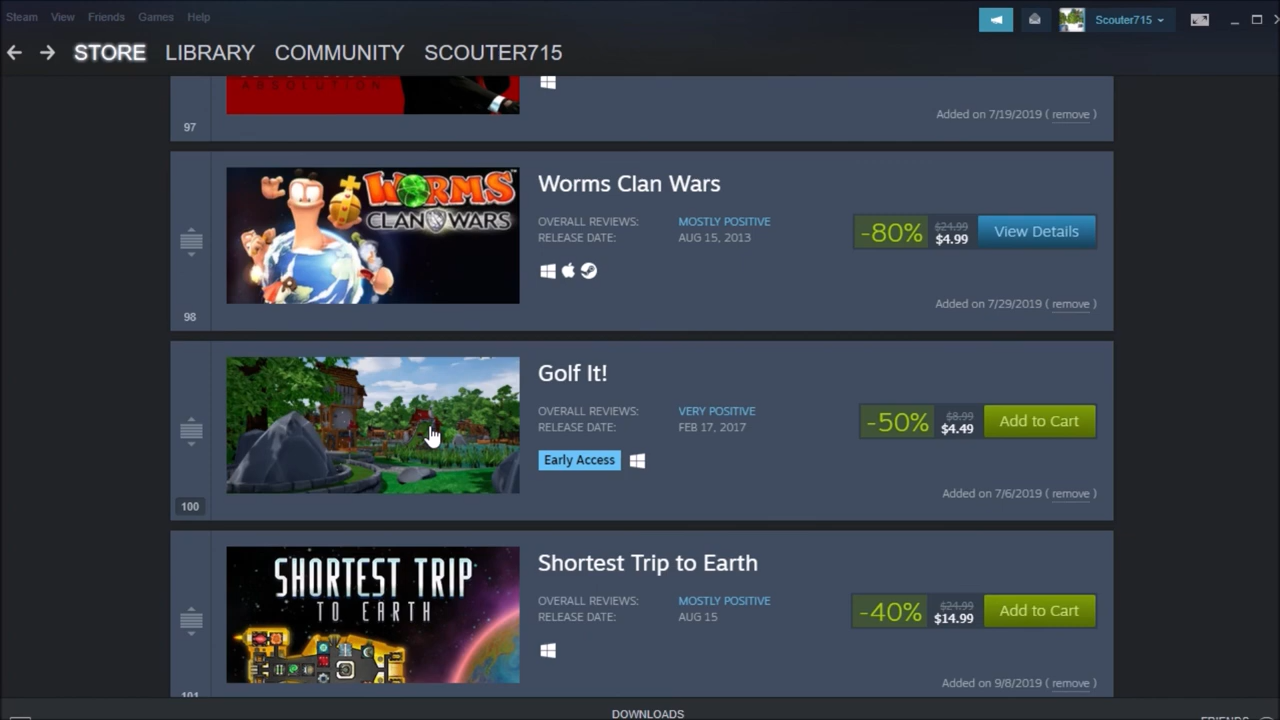 Steam View Friends Games Help
Scouter715
STORE LIBRARY COMMUNITY SCOUTER715
ABSOLUTION
97
Added on 7/19/2019 ( remove )
WORMS
CLAN WARS
Worms Clan Wars
OVERALL REVIEWS: MOSTLY POSITIVE
RELEASE DATE: AUG 15, 2013
-80% $24.99 $4.99 View Details
Added on 7/29/2019 ( remove )
98
Golf It!
OVERALL REVIEWS: VERY POSITIVE
RELEASE DATE: FEB 17, 2017
-50% $8.99 $4.49 Add to Cart
Early Access
Added on 7/6/2019 ( remove )
100
SHORTEST TRIP
TO EARTH
Shortest Trip to Earth
OVERALL REVIEWS: MOSTLY POSITIVE
RELEASE DATE: AUG 15
-40% $24.99 $14.99 Add to Cart
Added on 9/8/2019 ( remove )
101
DOWNLOADS
FRIENDS